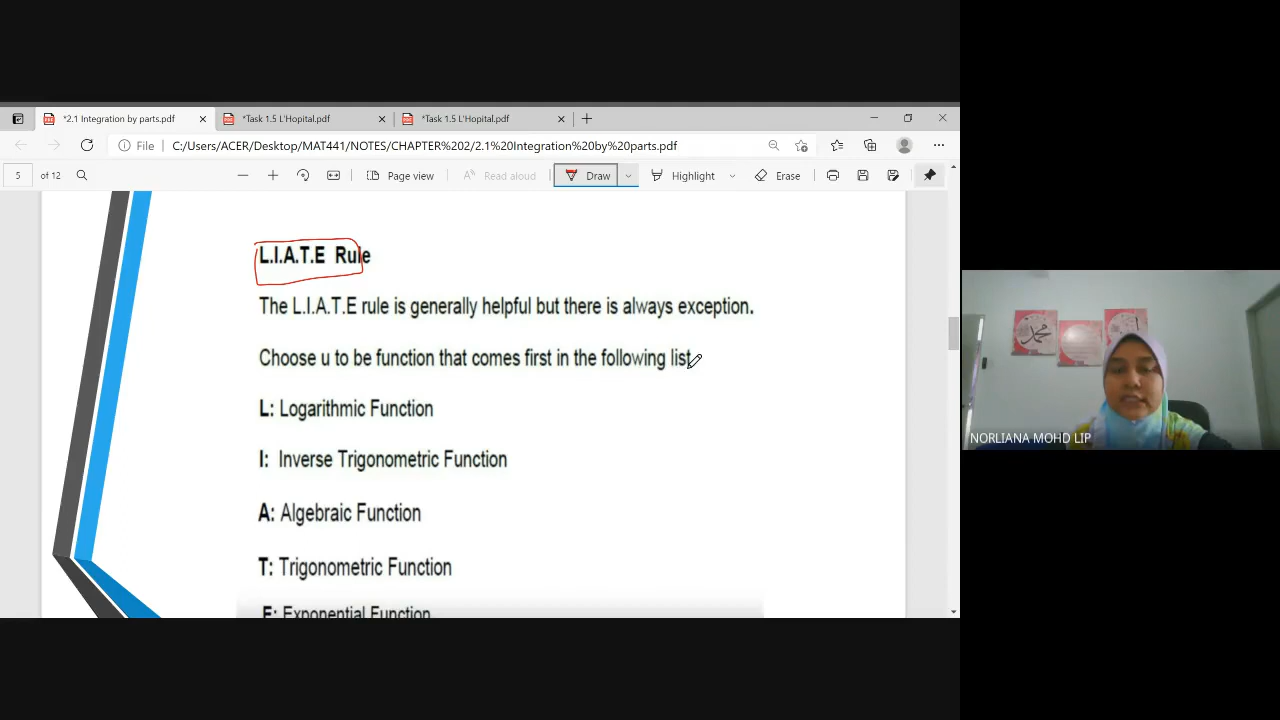 *2.1 Integration by parts.pdf
*Task 1.5 L'Hopital.pdf
*Task 1.5 L'Hopital.pdf
File
C:/Users/ACER/Desktop/MAT441/NOTES/CHAPTER%202/2.1%20Integration%20by%20parts.pdf
5 of 12
Page view
Read aloud
Draw
Highlight
Erase
L.I.A.T.E Rule
The L.I.A.T.E rule is generally helpful but there is always exception.
Choose u to be function that comes first in the following list
L: Logarithmic Function
I: Inverse Trigonometric Function
A: Algebraic Function
T: Trigonometric Function
E: Exponential Function
محمد
NORLIANA MOHD LIP